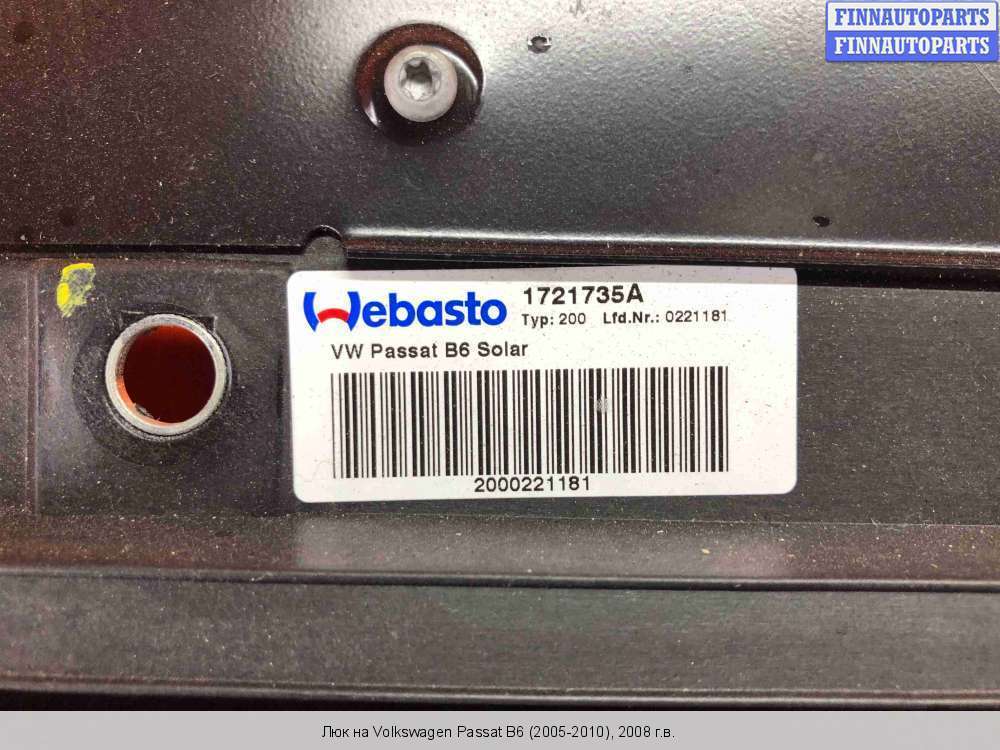 FINNAUTOPARTS
FINNAUTOPARTS
Webasto 1721735A
Typ: 200 Lfd.Nr.: 0221181
VW Passat B6 Solar
2000221181
Люк на Volkswagen Passat B6 (2005-2010), 2008 г.в.